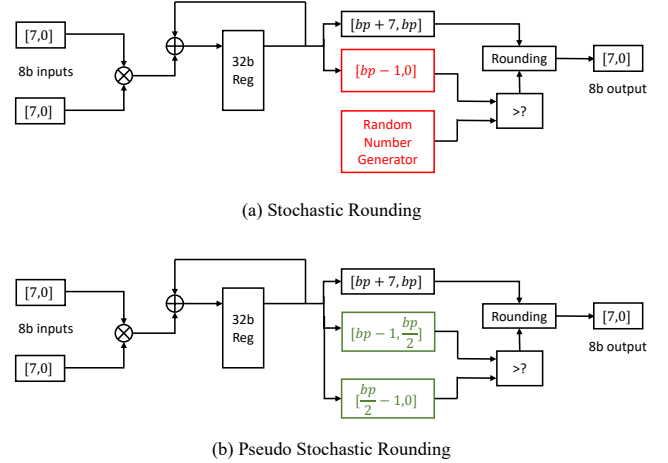 [7,0]
8b inputs
[7,0]
32b
Reg
[bp + 7, bp]
[bp − 1,0]
Random
Number
Generator
Rounding
>?
[7,0]
8b output
(a) Stochastic Rounding
[7,0]
8b inputs
[7,0]
32b
Reg
[bp + 7, bp]
[bp − 1, bp/2]
[bp/2 − 1,0]
Rounding
>?
[7,0]
8b output
(b) Pseudo Stochastic Rounding